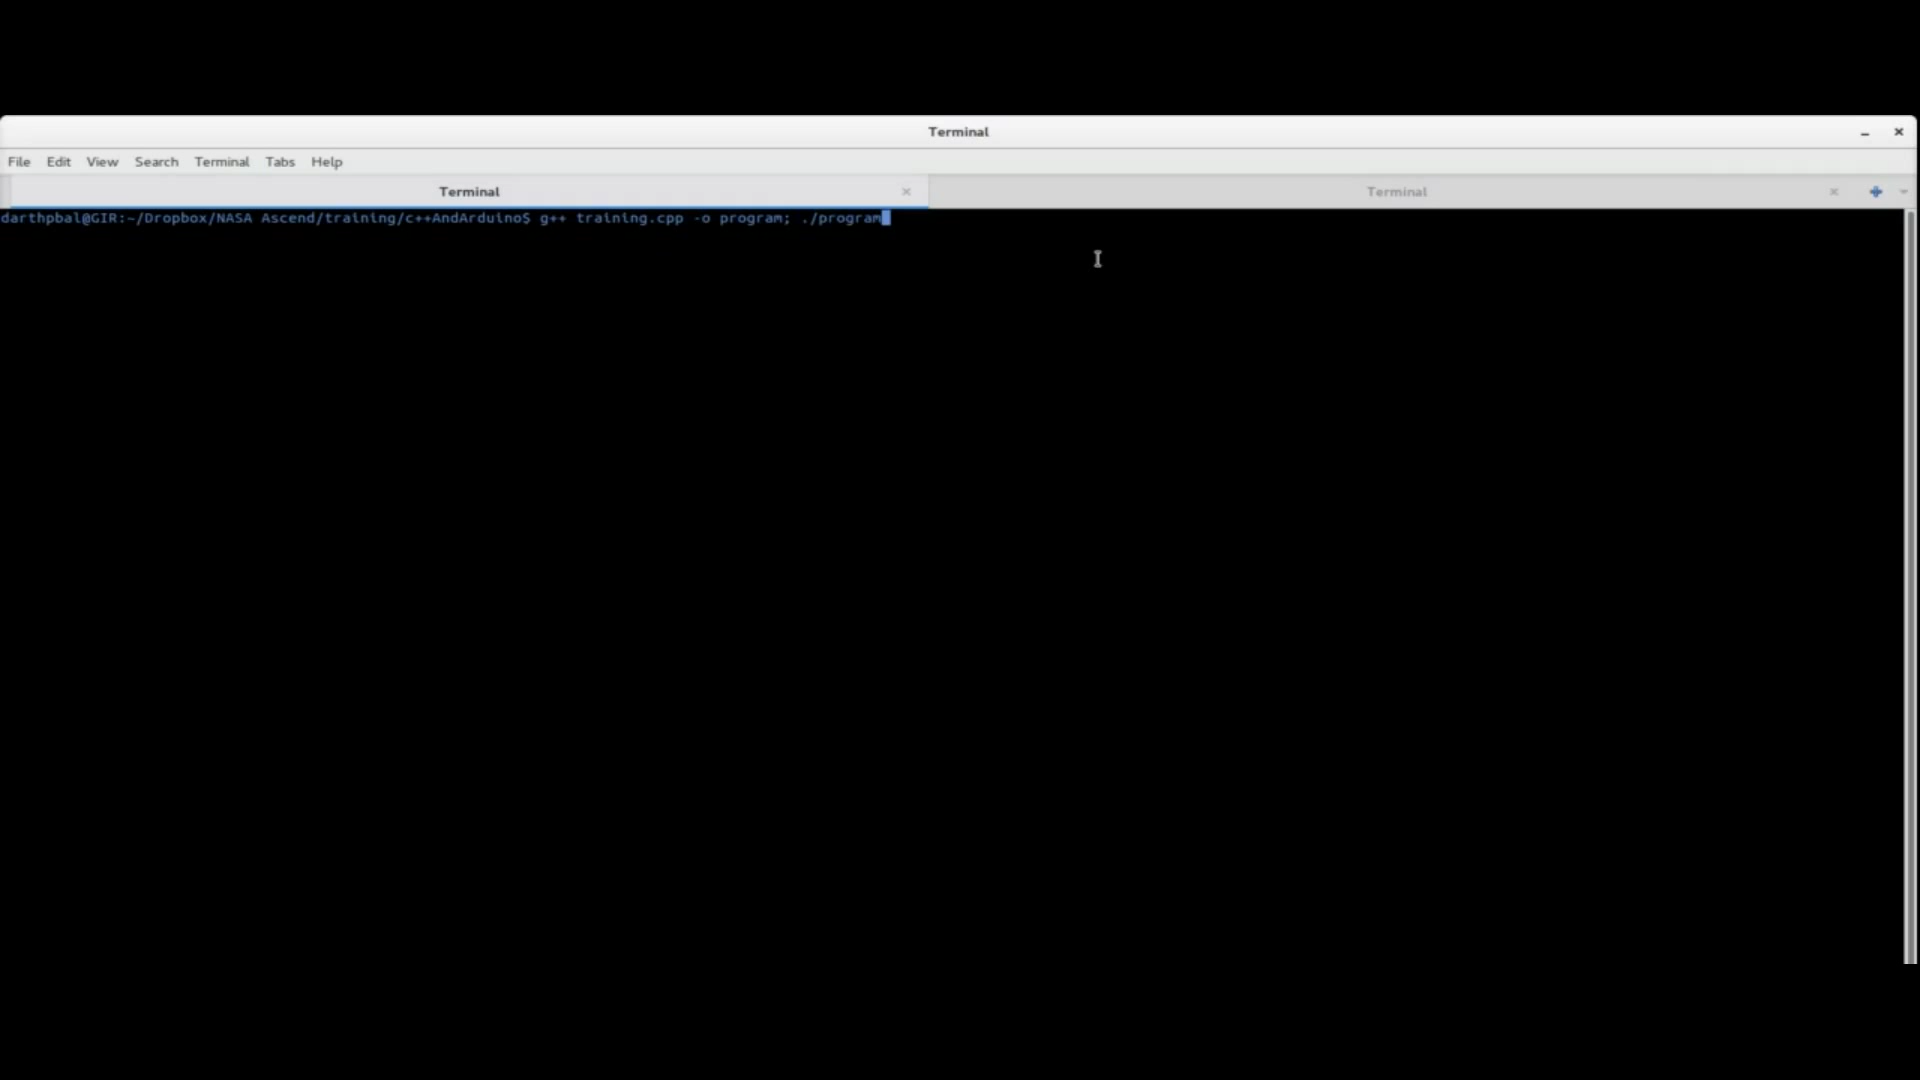 Terminal
File Edit View Search Terminal Tabs Help
Terminal Terminal
darthpbal@GIR:~/Dropbox/NASA Ascend/training/c++AndArduino$ g++ training.cpp -o program; ./program